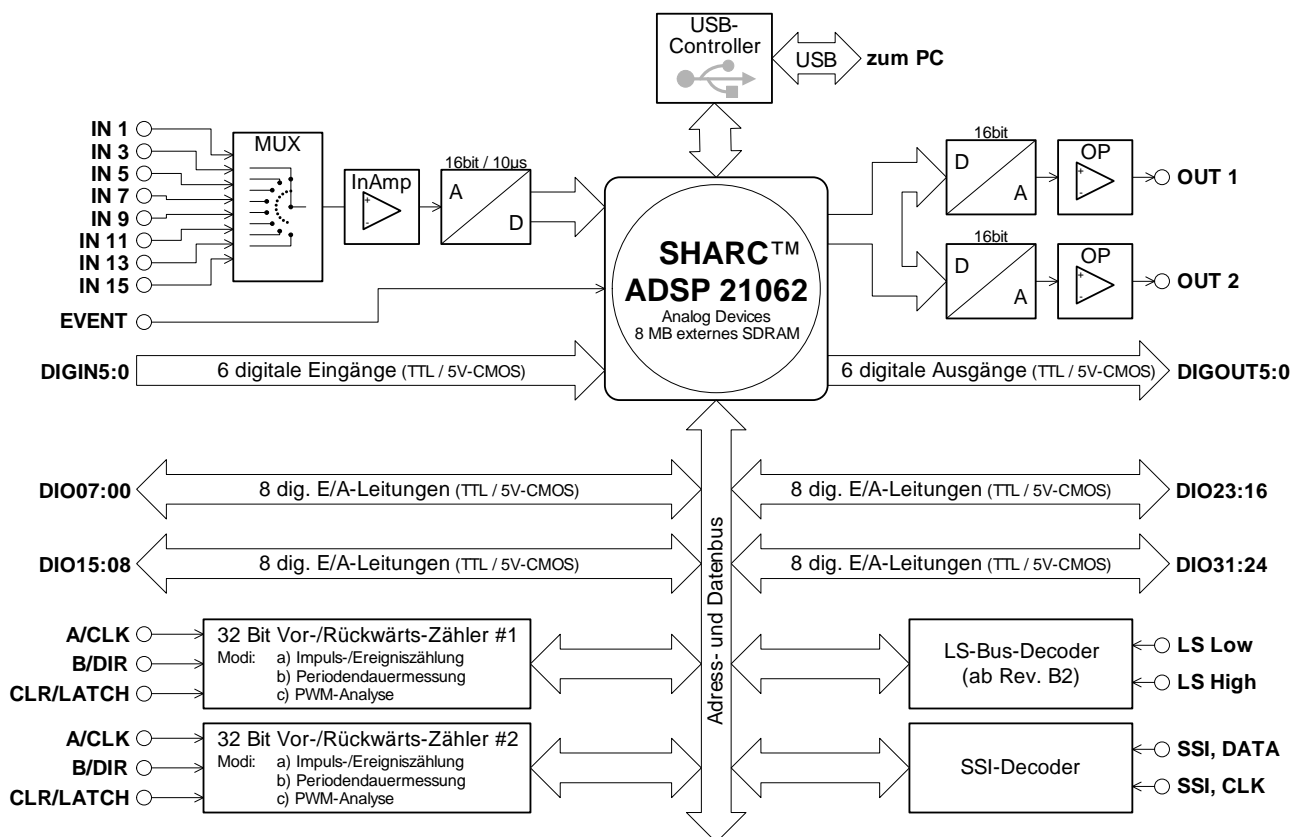 USB-
Controller
USB
zum PC
IN 1
IN 3
IN 5
IN 7
IN 9
IN 11
IN 13
IN 15
EVENT
MUX
InAmp
16bit / 10µs
A
D
SHARC™
ADSP 21062
Analog Devices
8 MB externes SDRAM
16bit
D
A
OP
+
-
OUT 1
16bit
D
A
OP
+
-
OUT 2
DIGIN5:0
6 digitale Eingänge (TTL / 5V-CMOS)
6 digitale Ausgänge (TTL / 5V-CMOS)
DIGOUT5:0
DIO07:00
8 dig. E/A-Leitungen (TTL / 5V-CMOS)
8 dig. E/A-Leitungen (TTL / 5V-CMOS)
DIO23:16
DIO15:08
8 dig. E/A-Leitungen (TTL / 5V-CMOS)
8 dig. E/A-Leitungen (TTL / 5V-CMOS)
DIO31:24
Adress- und Datenbus
A/CLK
B/DIR
CLR/LATCH
32 Bit Vor-/Rückwärts-Zähler #1
Modi: a) Impuls-/Ereigniszählung
b) Periodendauermessung
c) PWM-Analyse
LS-Bus-Decoder
(ab Rev. B2)
LS Low
LS High
A/CLK
B/DIR
CLR/LATCH
32 Bit Vor-/Rückwärts-Zähler #2
Modi: a) Impuls-/Ereigniszählung
b) Periodendauermessung
c) PWM-Analyse
SSI-Decoder
SSI, DATA
SSI, CLK